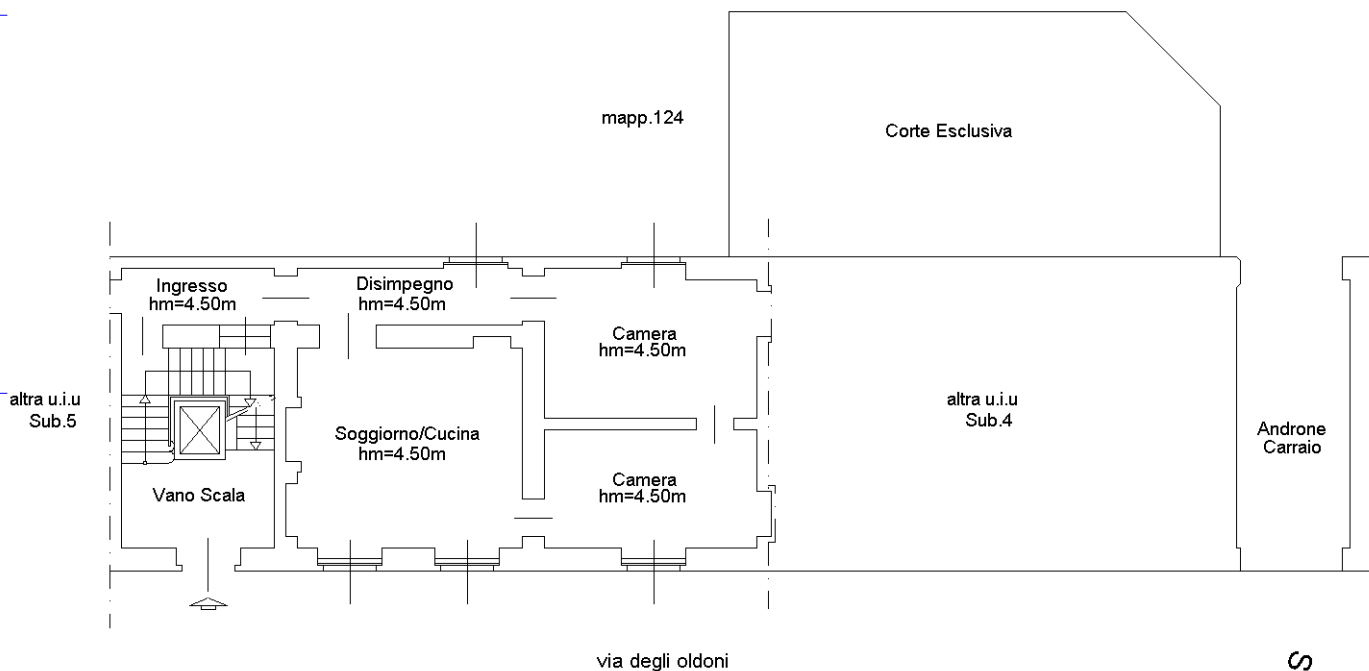 mapp.124
Corte Esclusiva
Ingresso
hm=4.50m
Disimpegno
hm=4.50m
Camera
hm=4.50m
altra u.i.u
Sub.5
altra u.i.u
Sub.4
Soggiorno/Cucina
hm=4.50m
Androne
Carraio
Camera
hm=4.50m
Vano Scala
via degli oldoni
S